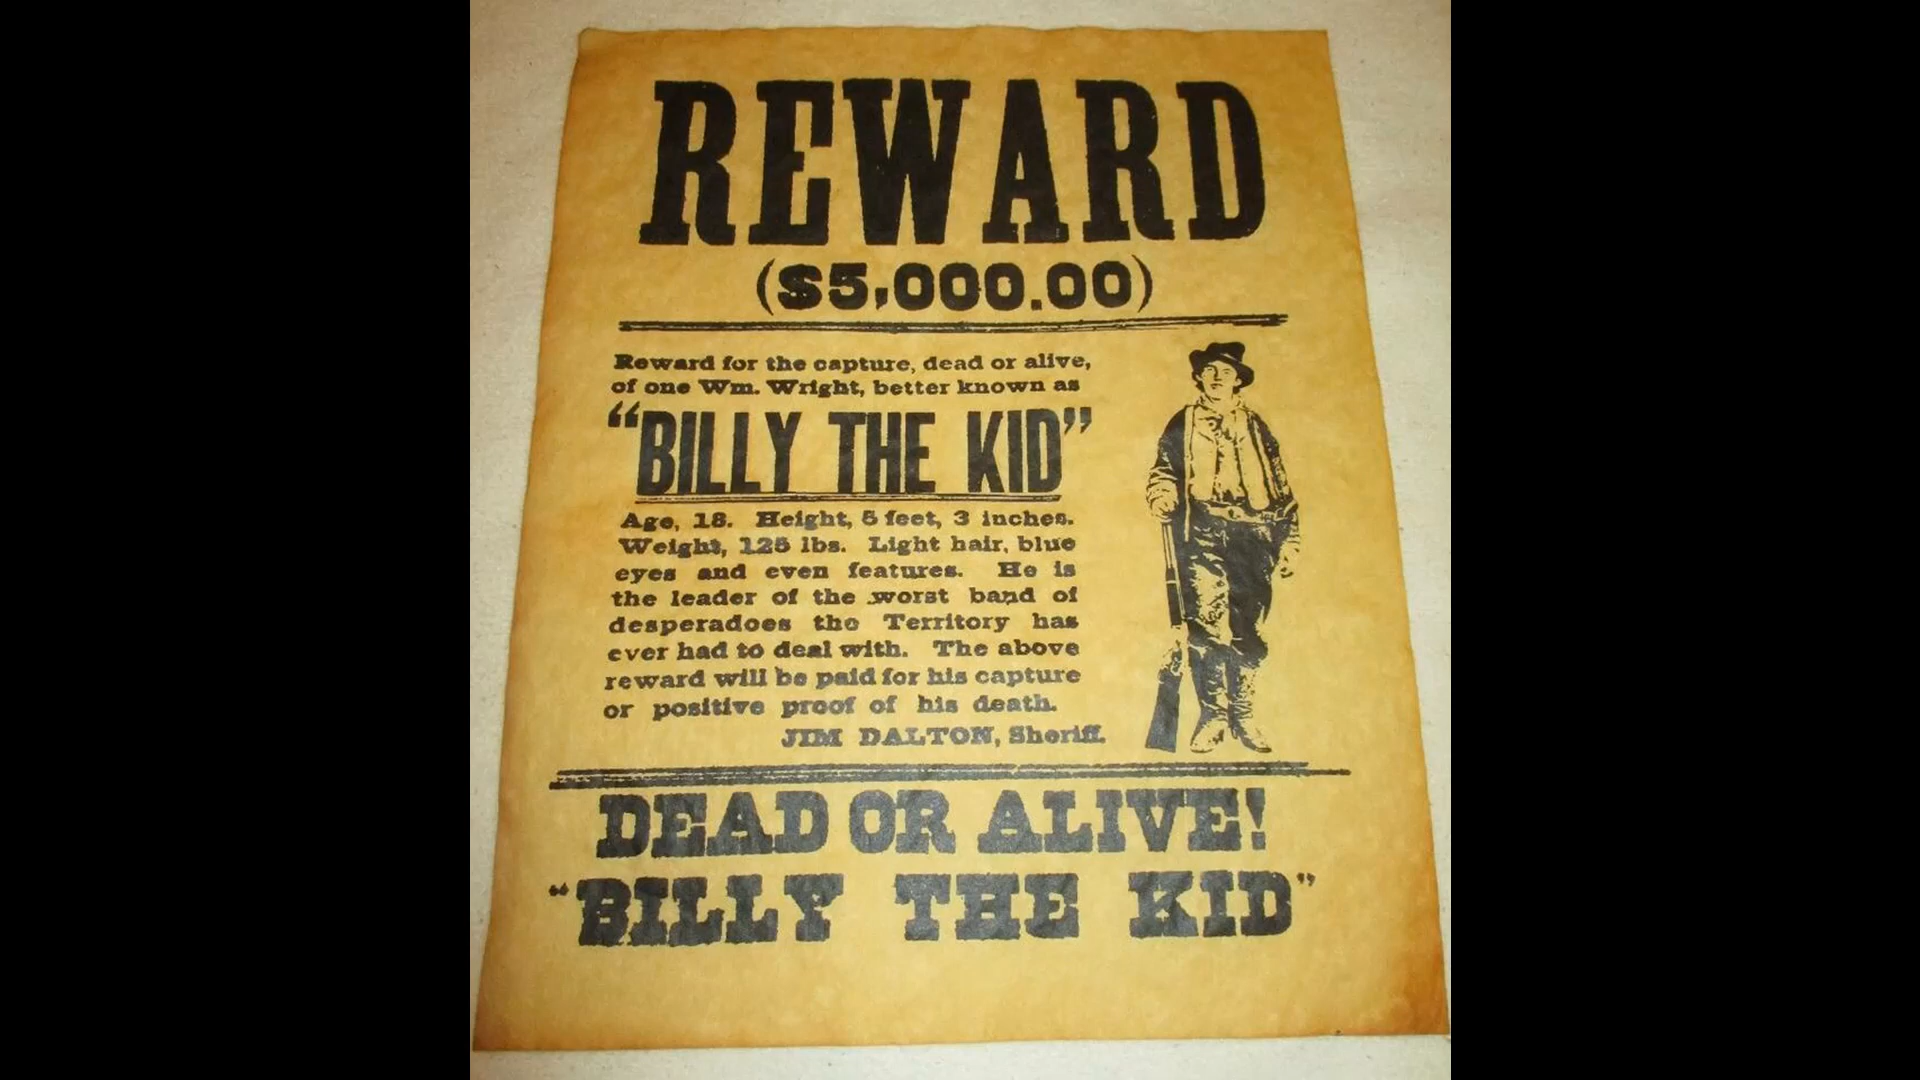 REWARD
($5,000.00)
Reward for the capture, dead or alive,
of one Wm. Wright, better known as
"BILLY THE KID"
Age, 18. Height, 5 feet, 3 inches.
Weight, 125 lbs. Light hair, blue
eyes and even features. He is
the leader of the worst band of
desperadoes the Territory has
ever had to deal with. The above
reward will be paid for his capture
or positive proof of his death.
JIM DALTON, Sheriff.
DEAD OR ALIVE!
"BILLY THE KID"